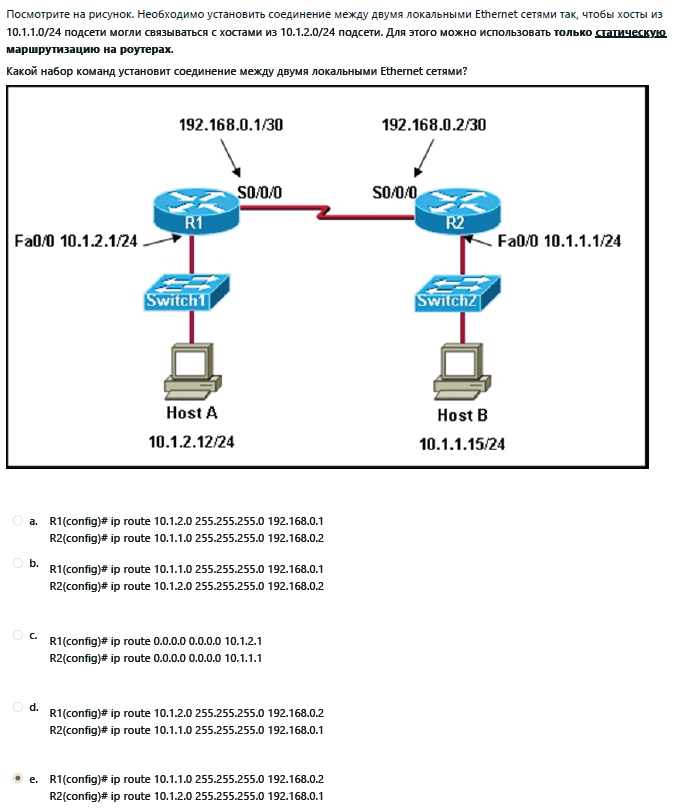 Посмотрите на рисунок. Необходимо установить соединение между двумя локальными Ethernet сетями так, чтобы хосты из
10.1.1.0/24 подсети могли связываться с хостами из 10.1.2.0/24 подсети. Для этого можно использовать только статическую
маршрутизацию на роутерах.
Какой набор команд установит соединение между двумя локальными Ethernet сетями?
192.168.0.1/30
192.168.0.2/30
S0/0/0
S0/0/0
R1
R2
Fa0/0 10.1.2.1/24
Fa0/0 10.1.1.1/24
Switch1
Switch2
Host A
Host B
10.1.2.12/24
10.1.1.15/24
a. R1(config)# ip route 10.1.2.0 255.255.255.0 192.168.0.1
R2(config)# ip route 10.1.1.0 255.255.255.0 192.168.0.2
b. R1(config)# ip route 10.1.1.0 255.255.255.0 192.168.0.1
R2(config)# ip route 10.1.2.0 255.255.255.0 192.168.0.2
c. R1(config)# ip route 0.0.0.0 0.0.0.0 10.1.2.1
R2(config)# ip route 0.0.0.0 0.0.0.0 10.1.1.1
d. R1(config)# ip route 10.1.2.0 255.255.255.0 192.168.0.2
R2(config)# ip route 10.1.1.0 255.255.255.0 192.168.0.1
e. R1(config)# ip route 10.1.1.0 255.255.255.0 192.168.0.2
R2(config)# ip route 10.1.2.0 255.255.255.0 192.168.0.1